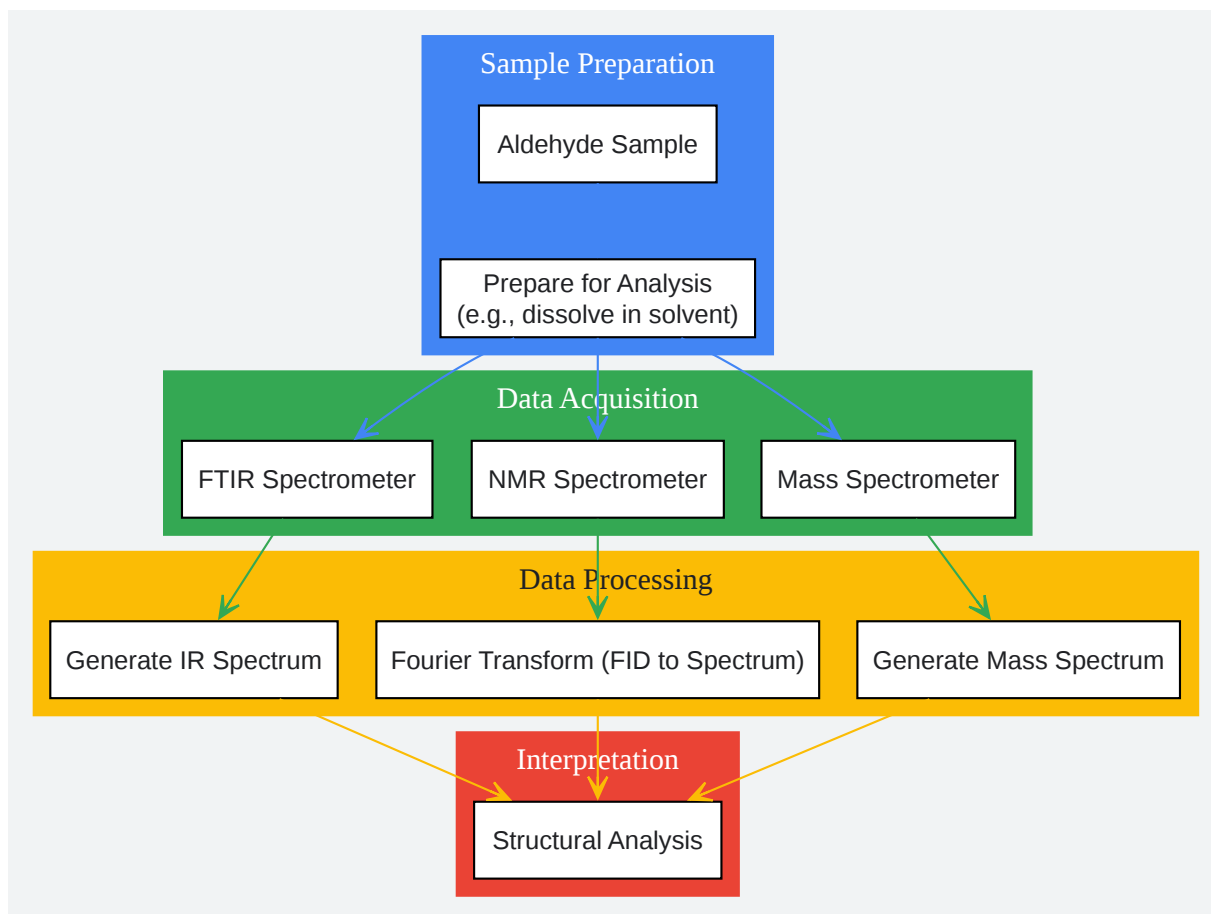 Sample Preparation
Aldehyde Sample
Prepare for Analysis
(e.g., dissolve in solvent)
Data Acquisition
FTIR Spectrometer
NMR Spectrometer
Mass Spectrometer
Data Processing
Generate IR Spectrum
Fourier Transform (FID to Spectrum)
Generate Mass Spectrum
Interpretation
Structural Analysis